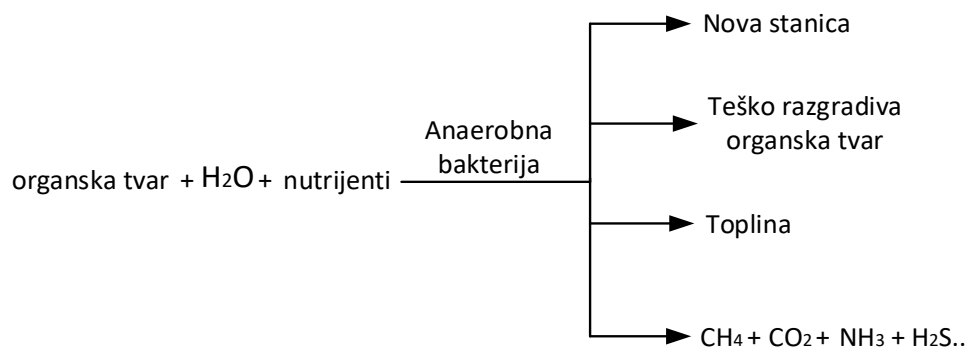 Nova stanica
Teško razgradiva
organska tvar
Anaerobna
bakterija
organska tvar + H2O + nutrijenti
Toplina
CH4 + CO2 + NH3 + H2S..